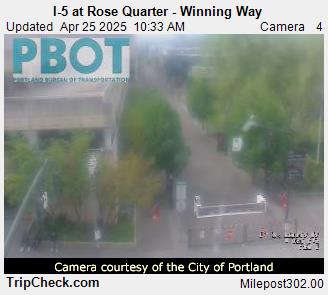 I-5 at Rose Quarter - Winning Way
Updated Apr 25 2025 10:33 AM Camera 4
PBOT
PORTLAND BUREAU OF TRANSPORTATION
Camera courtesy of the City of Portland
TripCheck.com Milepost302.00